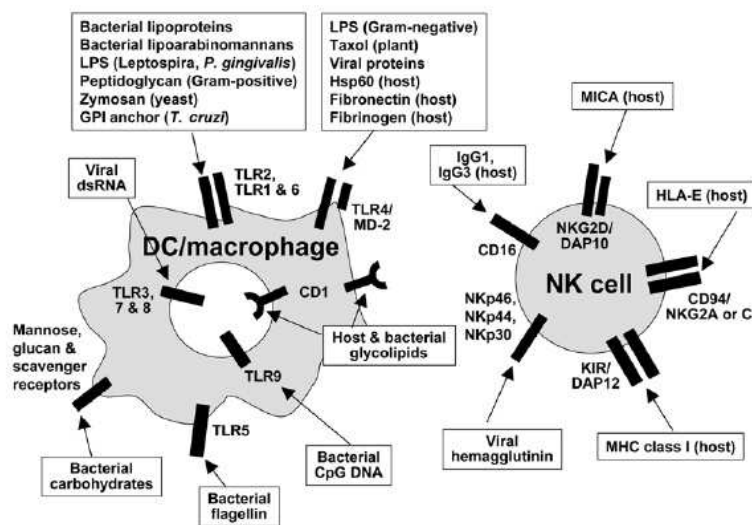 Bacterial lipoproteins
Bacterial lipoarabinomannans
LPS (Leptospira, P. gingivalis)
Peptidoglycan (Gram-positive)
Zymosan (yeast)
GPI anchor (T. cruzi)
LPS (Gram-negative)
Taxol (plant)
Viral proteins
Hsp60 (host)
Fibronectin (host)
Fibrinogen (host)
Viral
dsRNA
TLR2,
TLR1 & 6
TLR4/
MD-2
DC/macrophage
TLR3,
7 & 8
CD1
Mannose,
glucan &
scavenger
receptors
Host & bacterial
glycolipids
TLR9
TLR5
Bacterial
carbohydrates
Bacterial
flagellin
Bacterial
CpG DNA
MICA (host)
IgG1,
IgG3 (host)
HLA-E (host)
NKG2D/
DAP10
CD16
NK cell
NKp46,
NKp44,
NKp30
CD94/
NKG2A or C
KIR/
DAP12
Viral
hemagglutinin
MHC class I (host)